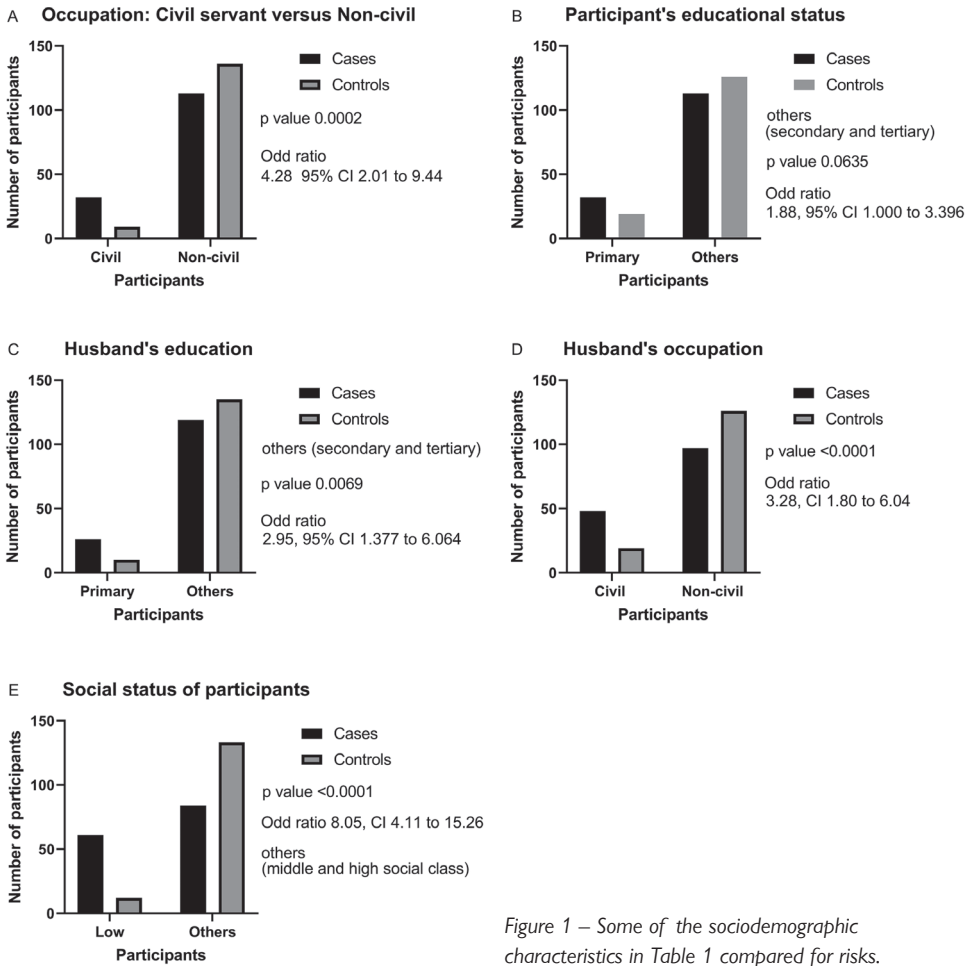 A Occupation: Civil servant versus Non-civil
Number of participants
150
100
50
0
Civil Non-civil
Participants
Cases
Controls
p value 0.0002
Odd ratio
4.28 95% CI 2.01 to 9.44
B Participant's educational status
Number of participants
150
100
50
0
Primary Others
Participants
Cases
Controls
others
(secondary and tertiary)
p value 0.0635
Odd ratio
1.88, 95% CI 1.000 to 3.396
C Husband's education
Number of participants
150
100
50
0
Primary Others
Participants
Cases
Controls
others (secondary and tertiary)
p value 0.0069
Odd ratio
2.95, 95% CI 1.377 to 6.064
D Husband's occupation
Number of participants
150
100
50
0
Civil Non-civil
Participants
Cases
Controls
p value <0.0001
Odd ratio
3.28, CI 1.80 to 6.04
E Social status of participants
Number of participants
150
100
50
0
Low Others
Participants
Cases
Controls
p value <0.0001
Odd ratio 8.05, CI 4.11 to 15.26
others
(middle and high social class)
Figure 1 – Some of the sociodemographic
characteristics in Table 1 compared for risks.